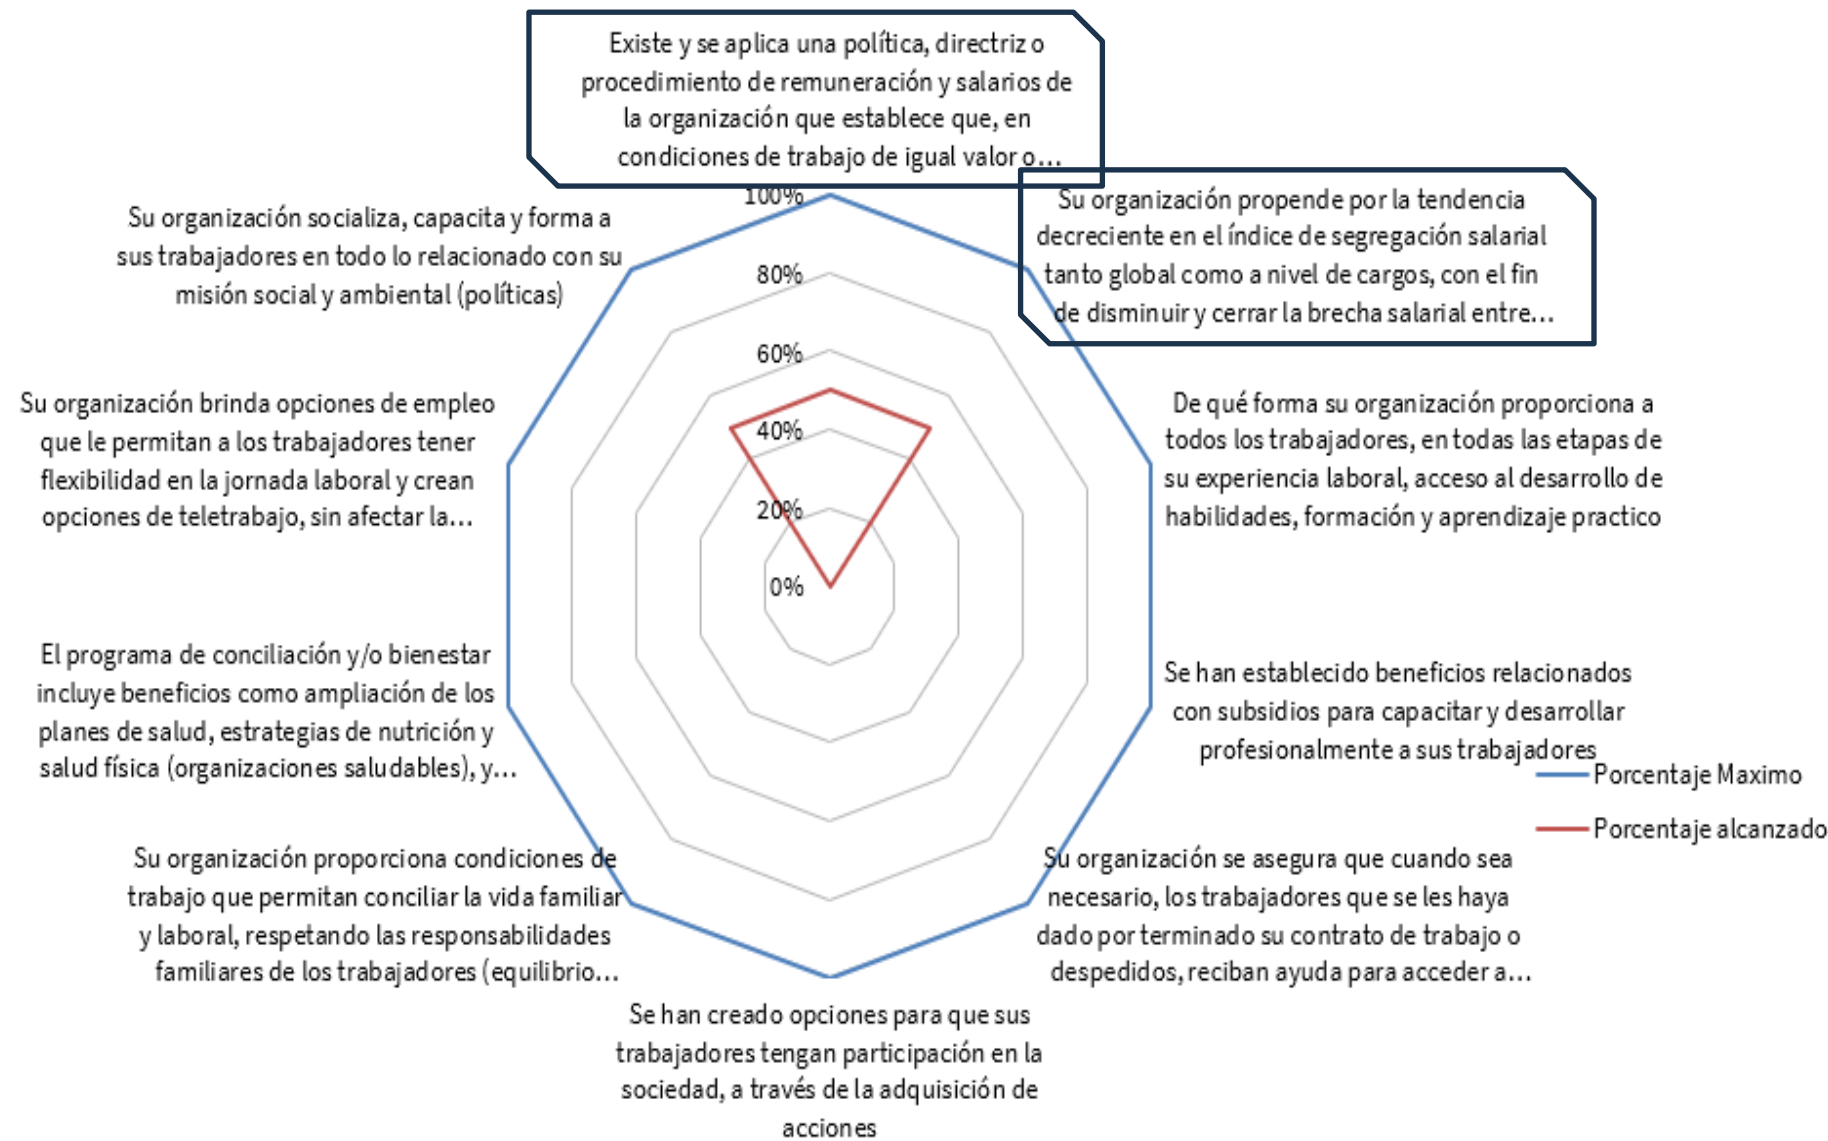 Existe y se aplica una política, directriz o
procedimiento de remuneración y salarios de
la organización que establece que, en
condiciones de trabajo de igual valor o…
Su organización propende por la tendencia
decreciente en el índice de segregación salarial
tanto global como a nivel de cargos, con el fin
de disminuir y cerrar la brecha salarial entre…
De qué forma su organización proporciona a
todos los trabajadores, en todas las etapas de
su experiencia laboral, acceso al desarrollo de
habilidades, formación y aprendizaje practico
Se han establecido beneficios relacionados
con subsidios para capacitar y desarrollar
profesionalmente a sus trabajadores
Su organización se asegura que cuando sea
necesario, los trabajadores que se les haya
dado por terminado su contrato de trabajo o
despedidos, reciban ayuda para acceder a…
Se han creado opciones para que sus
trabajadores tengan participación en la
sociedad, a través de la adquisición de
acciones
Su organización proporciona condiciones de
trabajo que permitan conciliar la vida familiar
y laboral, respetando las responsabilidades
familiares de los trabajadores (equilibrio…
El programa de conciliación y/o bienestar
incluye beneficios como ampliación de los
planes de salud, estrategias de nutrición y
salud física (organizaciones saludables), y…
Su organización brinda opciones de empleo
que le permitan a los trabajadores tener
flexibilidad en la jornada laboral y crean
opciones de teletrabajo, sin afectar la…
Su organización socializa, capacita y forma a
sus trabajadores en todo lo relacionado con su
misión social y ambiental (políticas)
100%
80%
60%
40%
20%
0%
Porcentaje Maximo
Porcentaje alcanzado